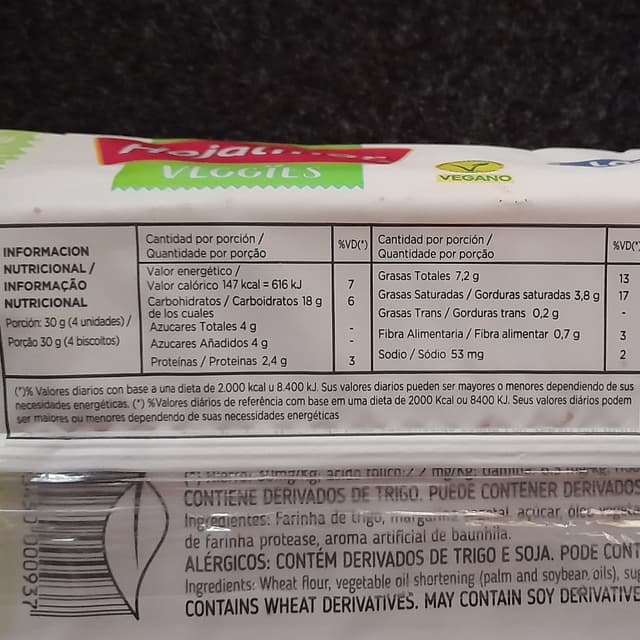 Hojalmar
VEGGIES
VEGANO
INFORMACION
NUTRICIONAL /
INFORMAÇÃO
NUTRICIONAL
Porción: 30 g (4 unidades) /
Porcão 30 g (4 biscoitos)
Cantidad por porción /
Quantidade por porção
%VD(*)
Valor energético /
Valor calórico 147 kcal = 616 kJ 7
Carbohidratos / Carboidratos 18 g 6
de los cuales
Azucares Totales 4 g -
Azucares Añadidos 4 g -
Proteínas / Proteinas 2,4 g 3
Cantidad por porción /
Quantidade por porção
%VD(*)
Grasas Totales 7,2 g 13
Grasas Saturadas / Gorduras saturadas 3,8 g 17
Grasas Trans / Gorduras trans 0,2 g -
Fibra Alimentaria / Fibra alimentar 0,7 g 3
Sodio / Sódio 53 mg 2
(*)% Valores diarios con base a una dieta de 2.000 kcal u 8.400 kJ. Sus valores diarios pueden ser mayores o menores dependiendo de sus
necesidades energéticas. (*) %Valores diários de referência com base em uma dieta de 2000 Kcal ou 8400 KJ. Seus valores diários podem
ser maiores ou menores dependendo de suas necessidades energéticas
CONTIENE DERIVADOS DE TRIGO. PUEDE CONTENER DERIVADOS
Ingredientes: Farinha de trigo, açúcar,
de farinha protease, aroma artificial de baunhila.
ALÉRGICOS: CONTÉM DERIVADOS DE TRIGO E SOJA. PODE CONT
Ingredients: Wheat flour, vegetable oil shortening (palm and soybean oils), su
CONTAINS WHEAT DERIVATIVES. MAY CONTAIN SOY DERIVATIVE